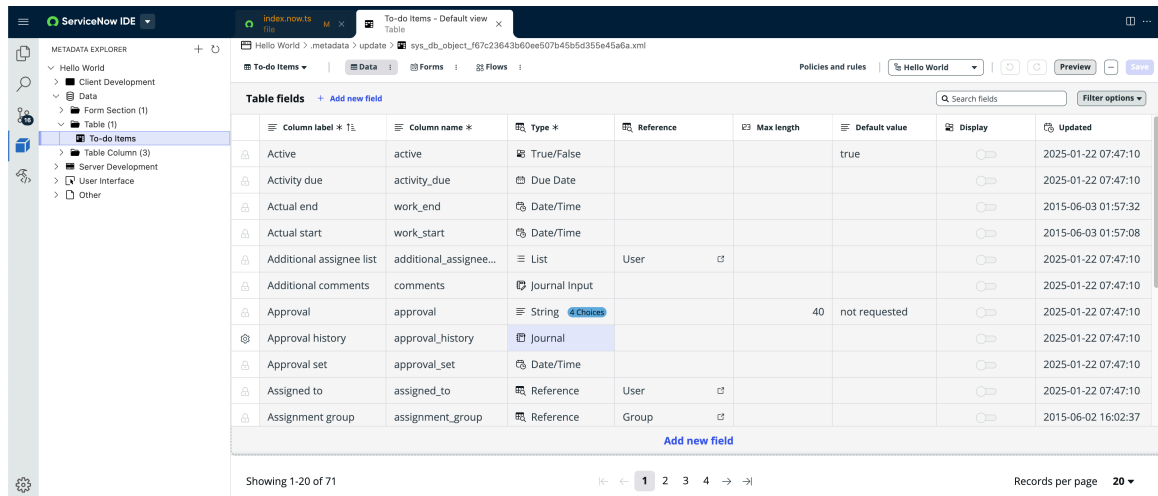 ServiceNow IDE
index.now.ts M
file
To-do Items - Default view
Table
METADATA EXPLORER
Hello World
Client Development
Data
Form Section (1)
Table (1)
To-do Items
Table Column (3)
Server Development
User Interface
Other
16
Hello World > .metadata > update > sys_db_object_f67c23643b60ee507b45b5d355e45a6a.xml
To-do Items Data Forms Flows Policies and rules Hello World Preview Save
Table fields + Add new field Search fields Filter options
Column label * Column name * Type * Reference Max length Default value Display Updated
Active active True/False true 2025-01-22 07:47:10
Activity due activity_due Due Date 2025-01-22 07:47:10
Actual end work_end Date/Time 2015-06-03 01:57:32
Actual start work_start Date/Time 2015-06-03 01:57:08
Additional assignee list additional_assignee... List User 2025-01-22 07:47:10
Additional comments comments Journal Input 2025-01-22 07:47:10
Approval approval String 4 Choices 40 not requested 2025-01-22 07:47:10
Approval history approval_history Journal 2025-01-22 07:47:10
Approval set approval_set Date/Time 2025-01-22 07:47:10
Assigned to assigned_to Reference User 2025-01-22 07:47:10
Assignment group assignment_group Reference Group 2015-06-02 16:02:37
Add new field
Showing 1-20 of 71 1 2 3 4 Records per page 20